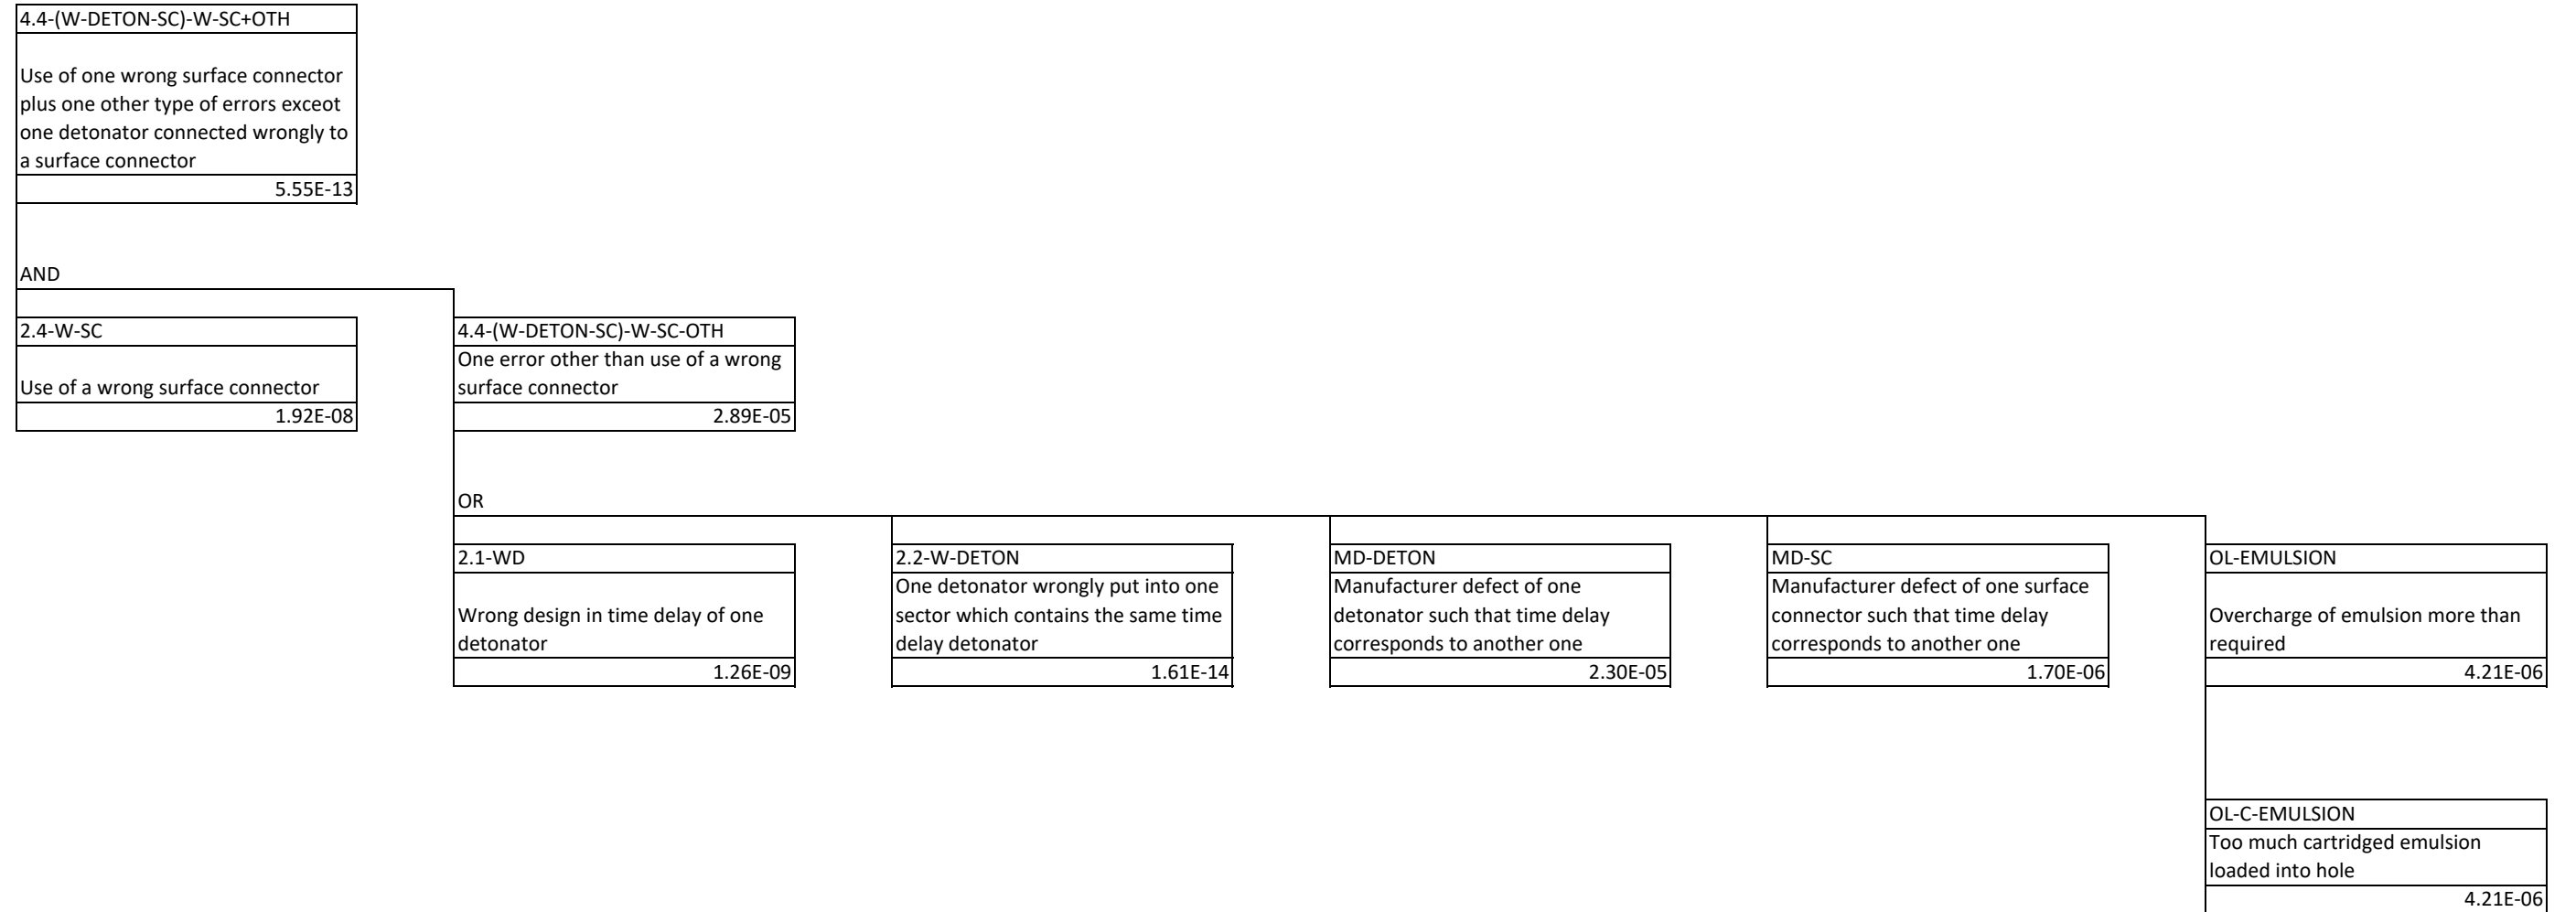 4.4-(W-DETON-SC)-W-SC+OTH
Use of one wrong surface connector
plus one other type of errors exceot
one detonator connected wrongly to
a surface connector
5.55E-13
AND
2.4-W-SC
Use of a wrong surface connector
1.92E-08
4.4-(W-DETON-SC)-W-SC-OTH
One error other than use of a wrong
surface connector
2.89E-05
OR
2.1-WD
Wrong design in time delay of one
detonator
1.26E-09
2.2-W-DETON
One detonator wrongly put into one
sector which contains the same time
delay detonator
1.61E-14
MD-DETON
Manufacturer defect of one
detonator such that time delay
corresponds to another one
2.30E-05
MD-SC
Manufacturer defect of one surface
connector such that time delay
corresponds to another one
1.70E-06
OL-EMULSION
Overcharge of emulsion more than
required
4.21E-06
OL-C-EMULSION
Too much cartridged emulsion
loaded into hole
4.21E-06